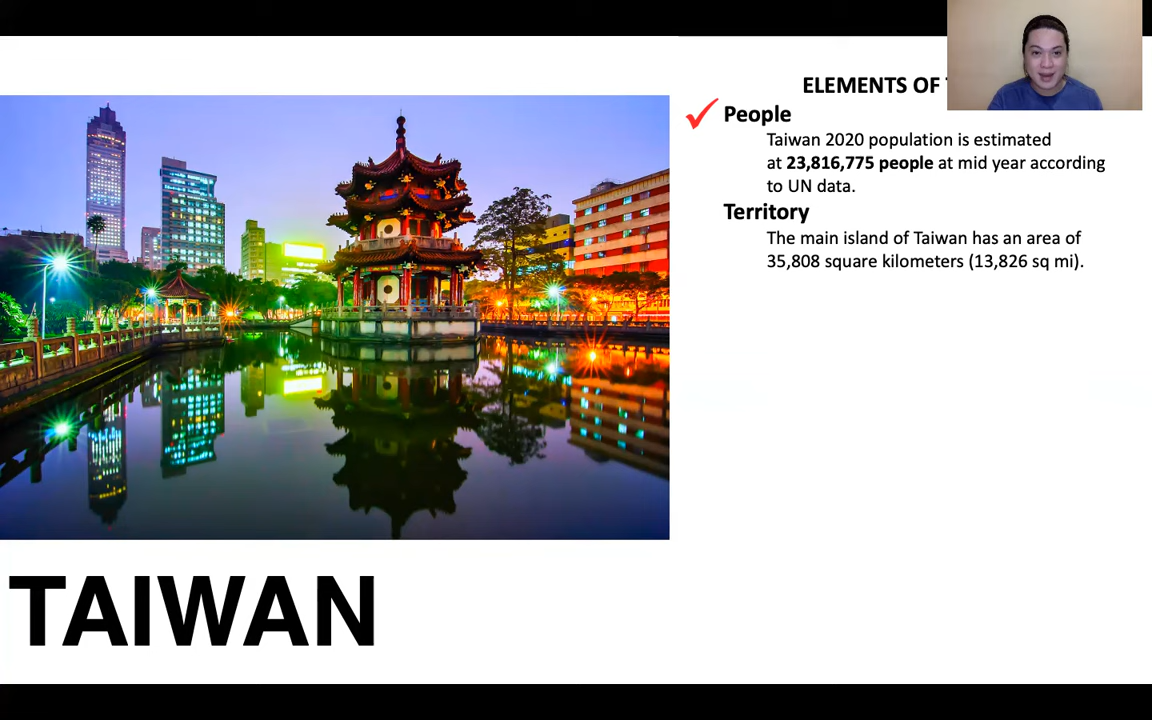 ELEMENTS OF
People
Taiwan 2020 population is estimated
at 23,816,775 people at mid year according
to UN data.
Territory
The main island of Taiwan has an area of
35,808 square kilometers (13,826 sq mi).
TAIWAN